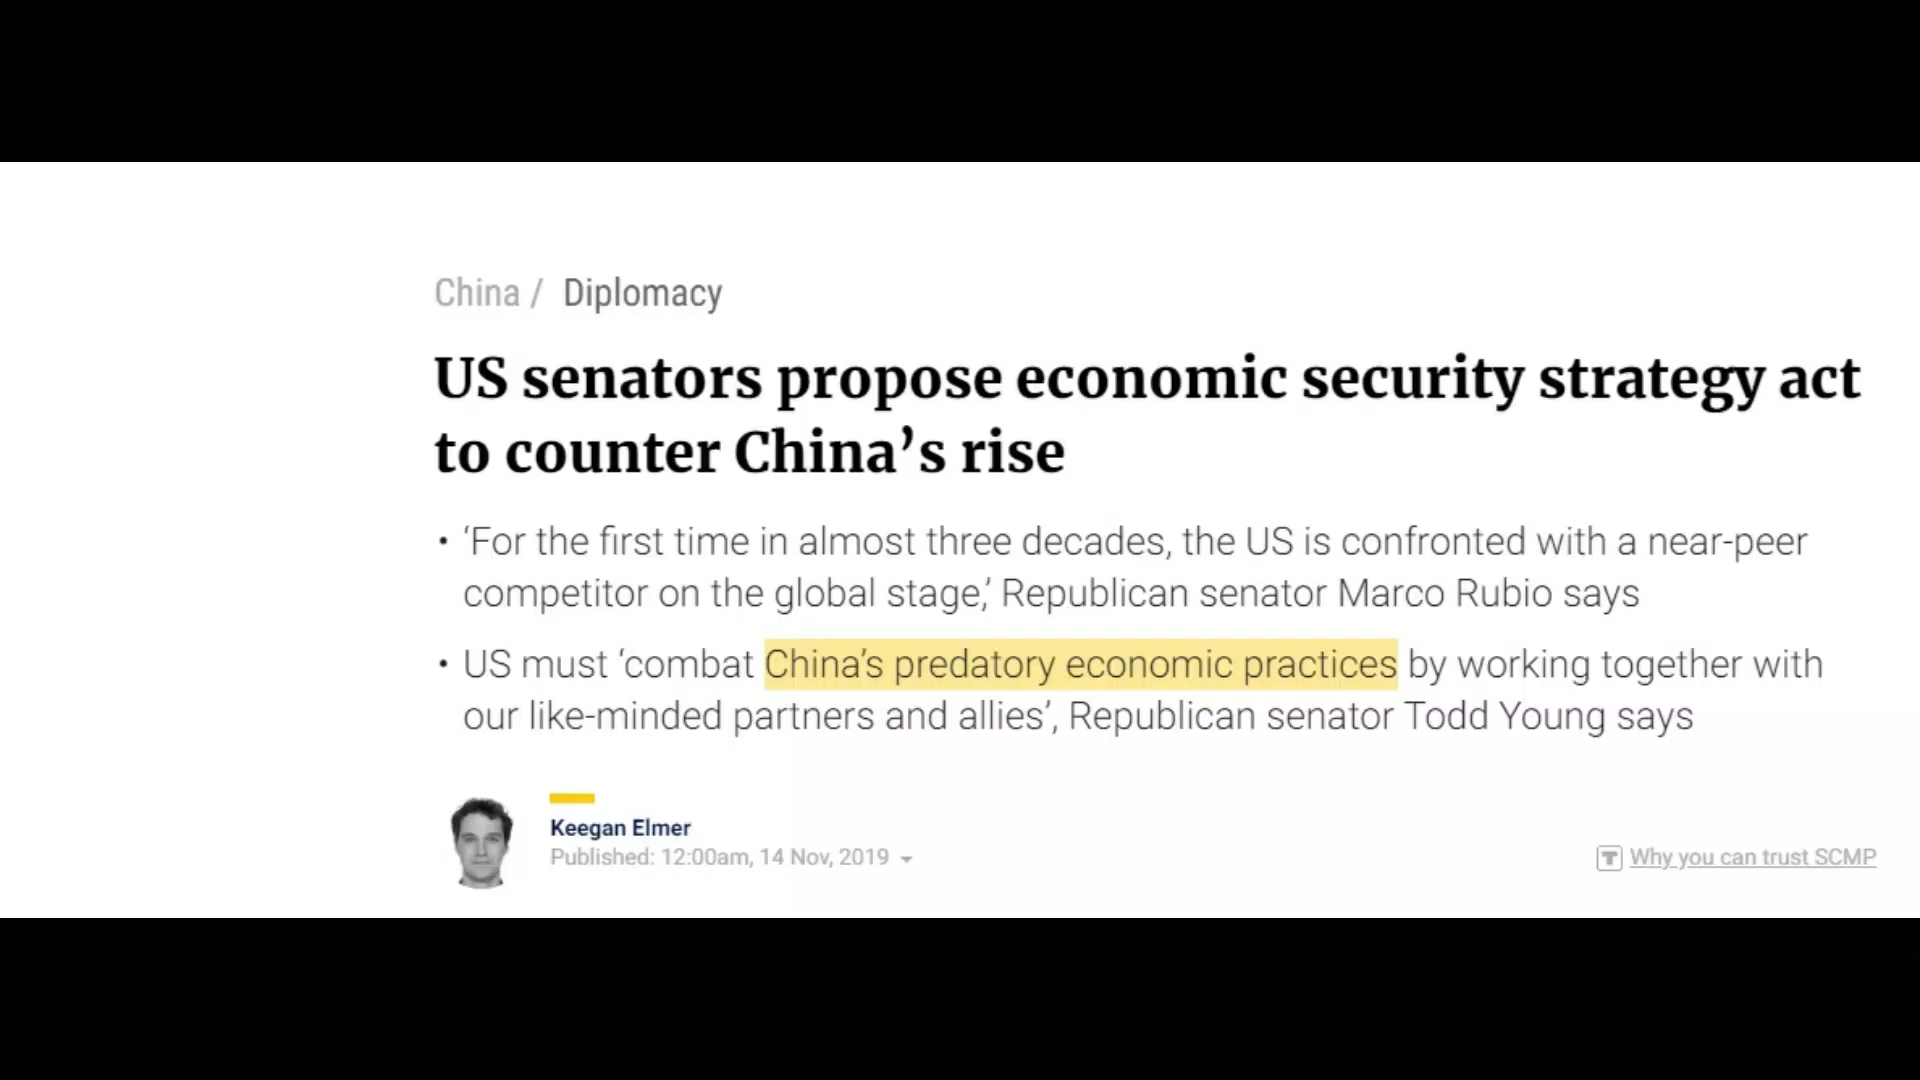 China / Diplomacy
US senators propose economic security strategy act
to counter China’s rise
• ‘For the first time in almost three decades, the US is confronted with a near-peer
competitor on the global stage,’ Republican senator Marco Rubio says
• US must ‘combat China’s predatory economic practices by working together with
our like-minded partners and allies’, Republican senator Todd Young says
Keegan Elmer
Published: 12:00am, 14 Nov, 2019
T Why you can trust SCMP